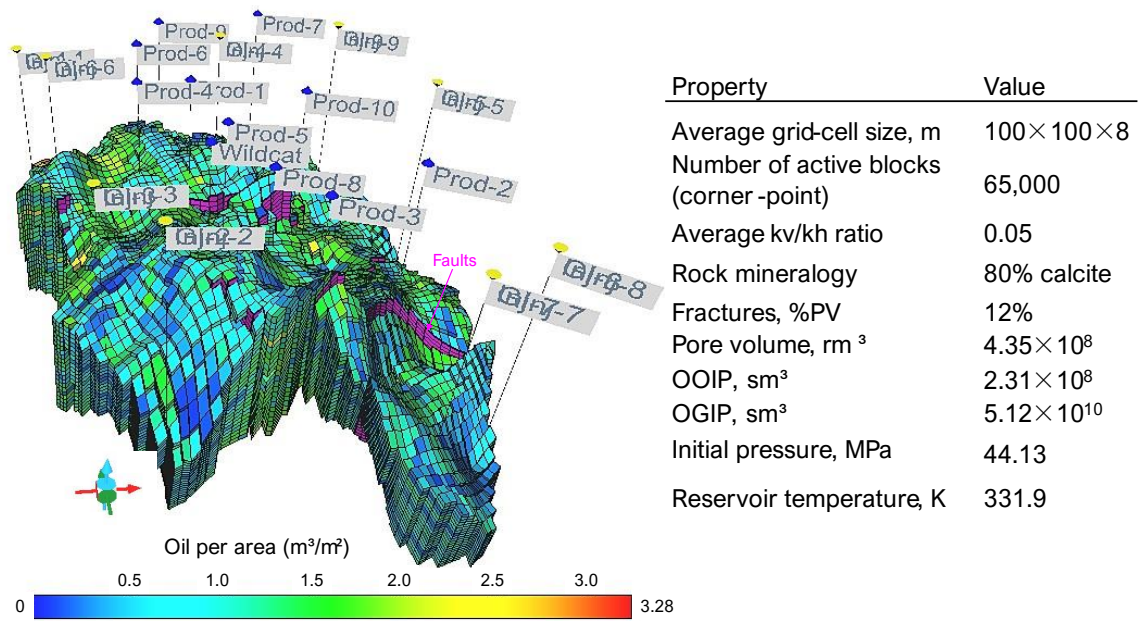 Prod-9
Prod-7
Prod-6
Prod-4
Prod-10
Prod-5
Wildcat
Prod-8
Prod-2
Prod-3
Faults
Oil per area (m³/m²)
0 0.5 1.0 1.5 2.0 2.5 3.0 3.28
Property Value
Average grid-cell size, m 100×100×8
Number of active blocks
(corner -point) 65,000
Average kv/kh ratio 0.05
Rock mineralogy 80% calcite
Fractures, %PV 12%
Pore volume, rm ³ 4.35×10⁸
OOIP, sm³ 2.31×10⁸
OGIP, sm³ 5.12×10¹⁰
Initial pressure, MPa 44.13
Reservoir temperature, K 331.9